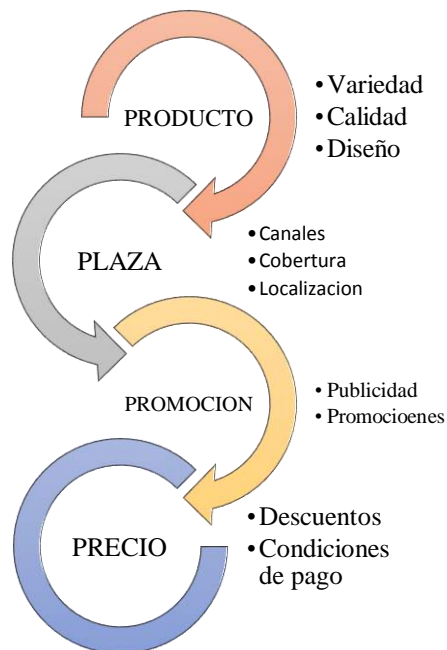 PRODUCTO
• Variedad
• Calidad
• Diseño
PLAZA
• Canales
• Cobertura
• Localizacion
PROMOCION
• Publicidad
• Promocioenes
PRECIO
• Descuentos
• Condiciones
de pago